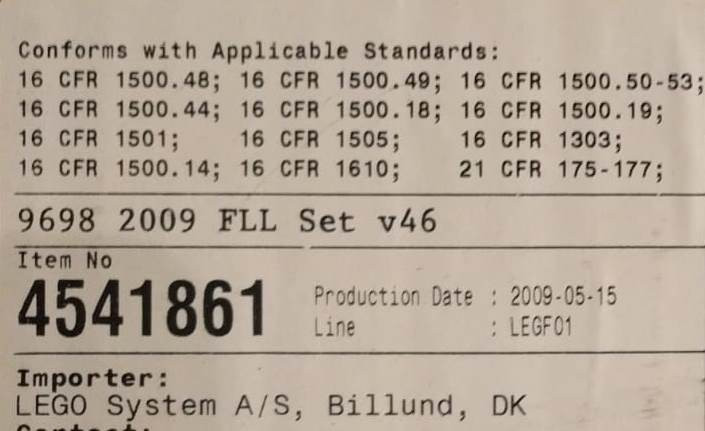 Conforms with Applicable Standards:
16 CFR 1500.48; 16 CFR 1500.49; 16 CFR 1500.50-53;
16 CFR 1500.44; 16 CFR 1500.18; 16 CFR 1500.19;
16 CFR 1501; 16 CFR 1505; 16 CFR 1303;
16 CFR 1500.14; 16 CFR 1610; 21 CFR 175-177;
9698 2009 FLL Set v46
Item No
4541861
Production Date : 2009-05-15
Line : LEGF01
Importer:
LEGO System A/S, Billund, DK
Contact: